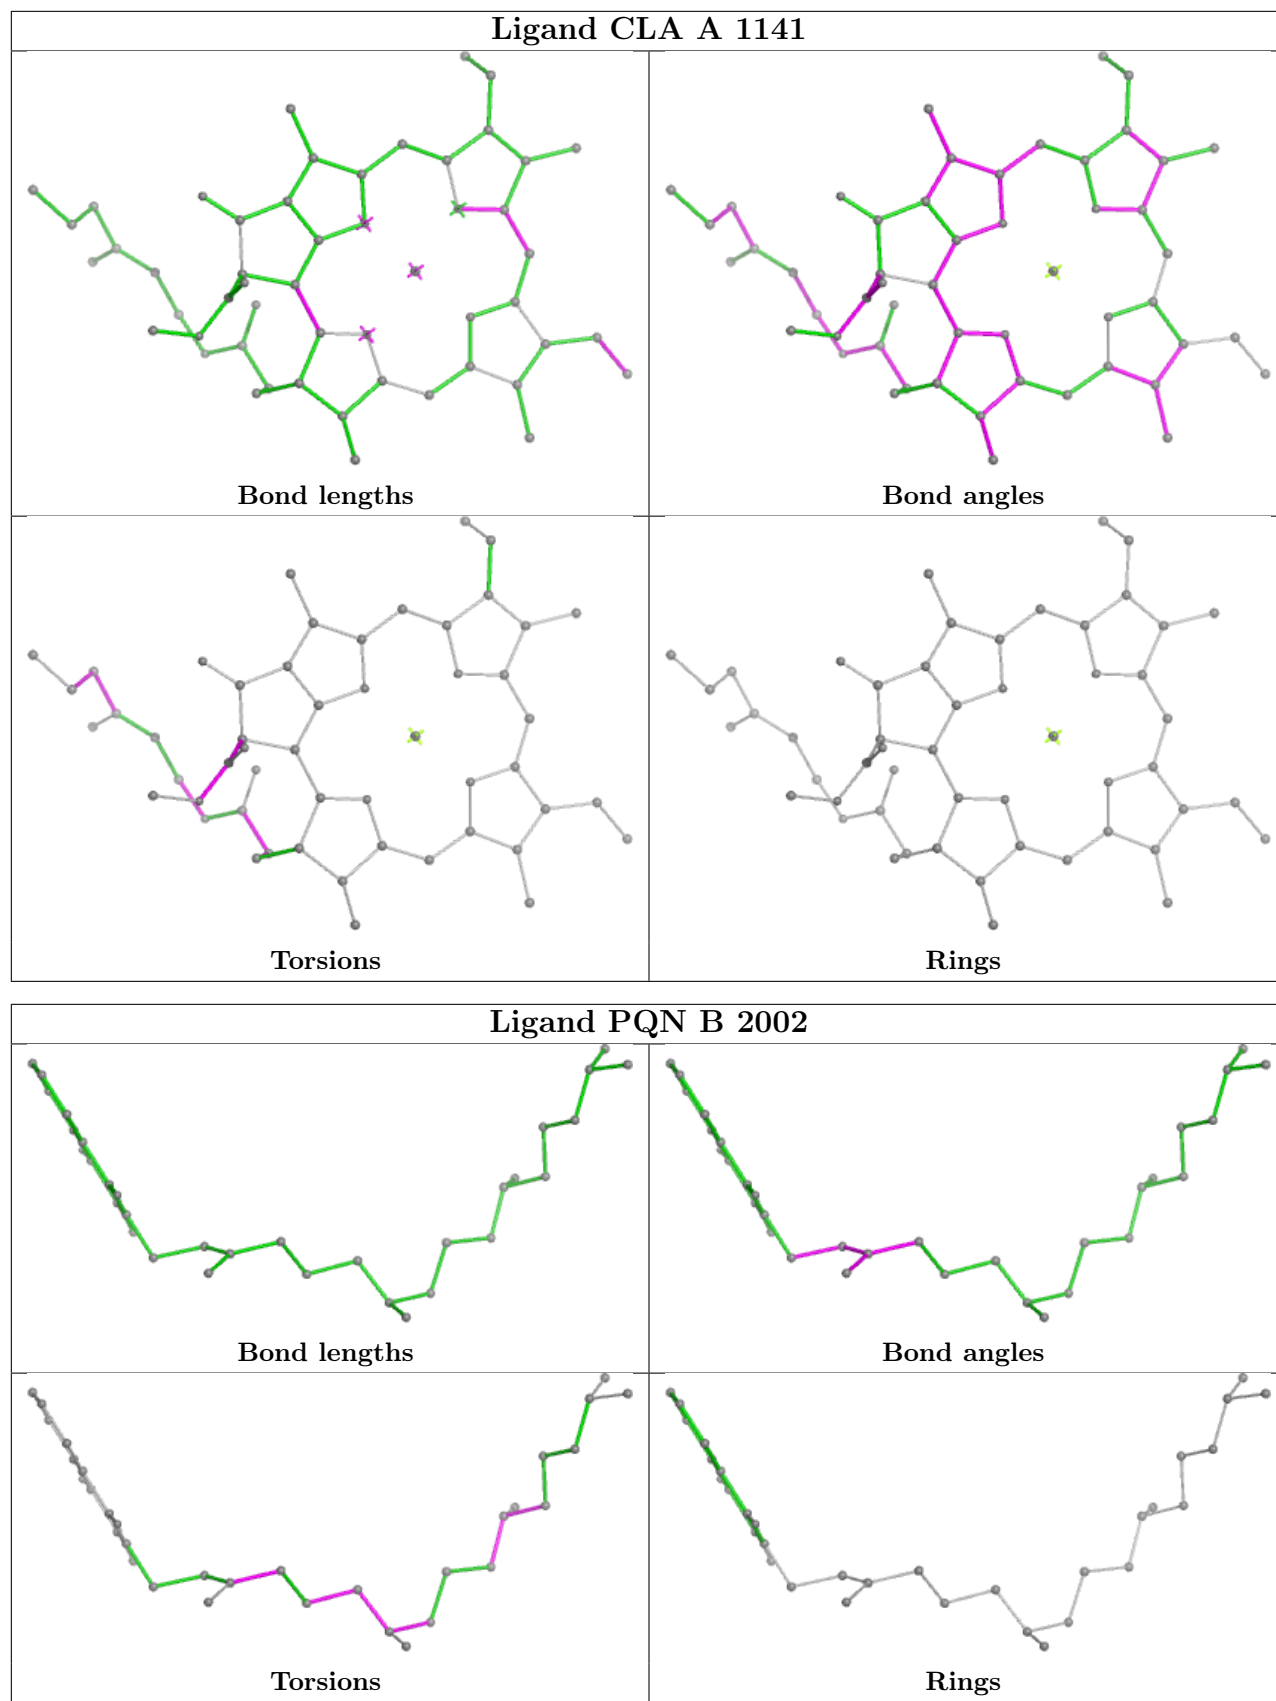 Ligand CLA A 1141
Bond lengths
Bond angles
Torsions
Rings
Ligand PQN B 2002
Bond lengths
Bond angles
Torsions
Rings